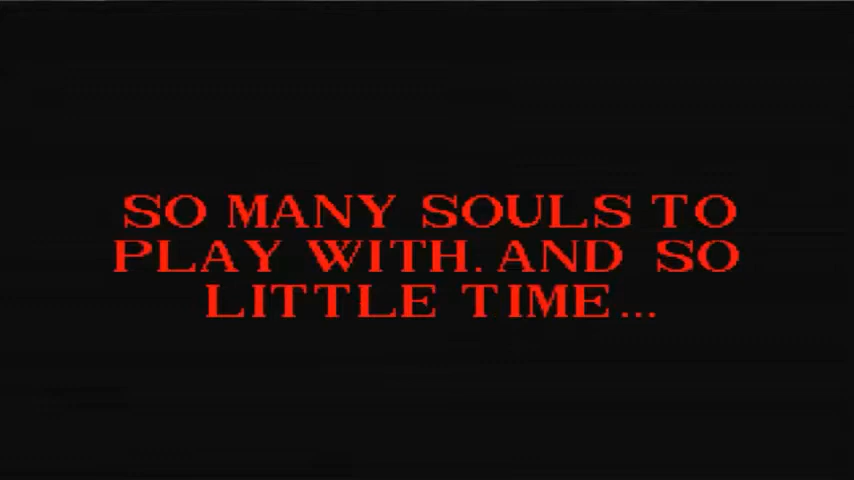 SO MANY SOULS TO
PLAY WITH. AND SO
LITTLE TIME...